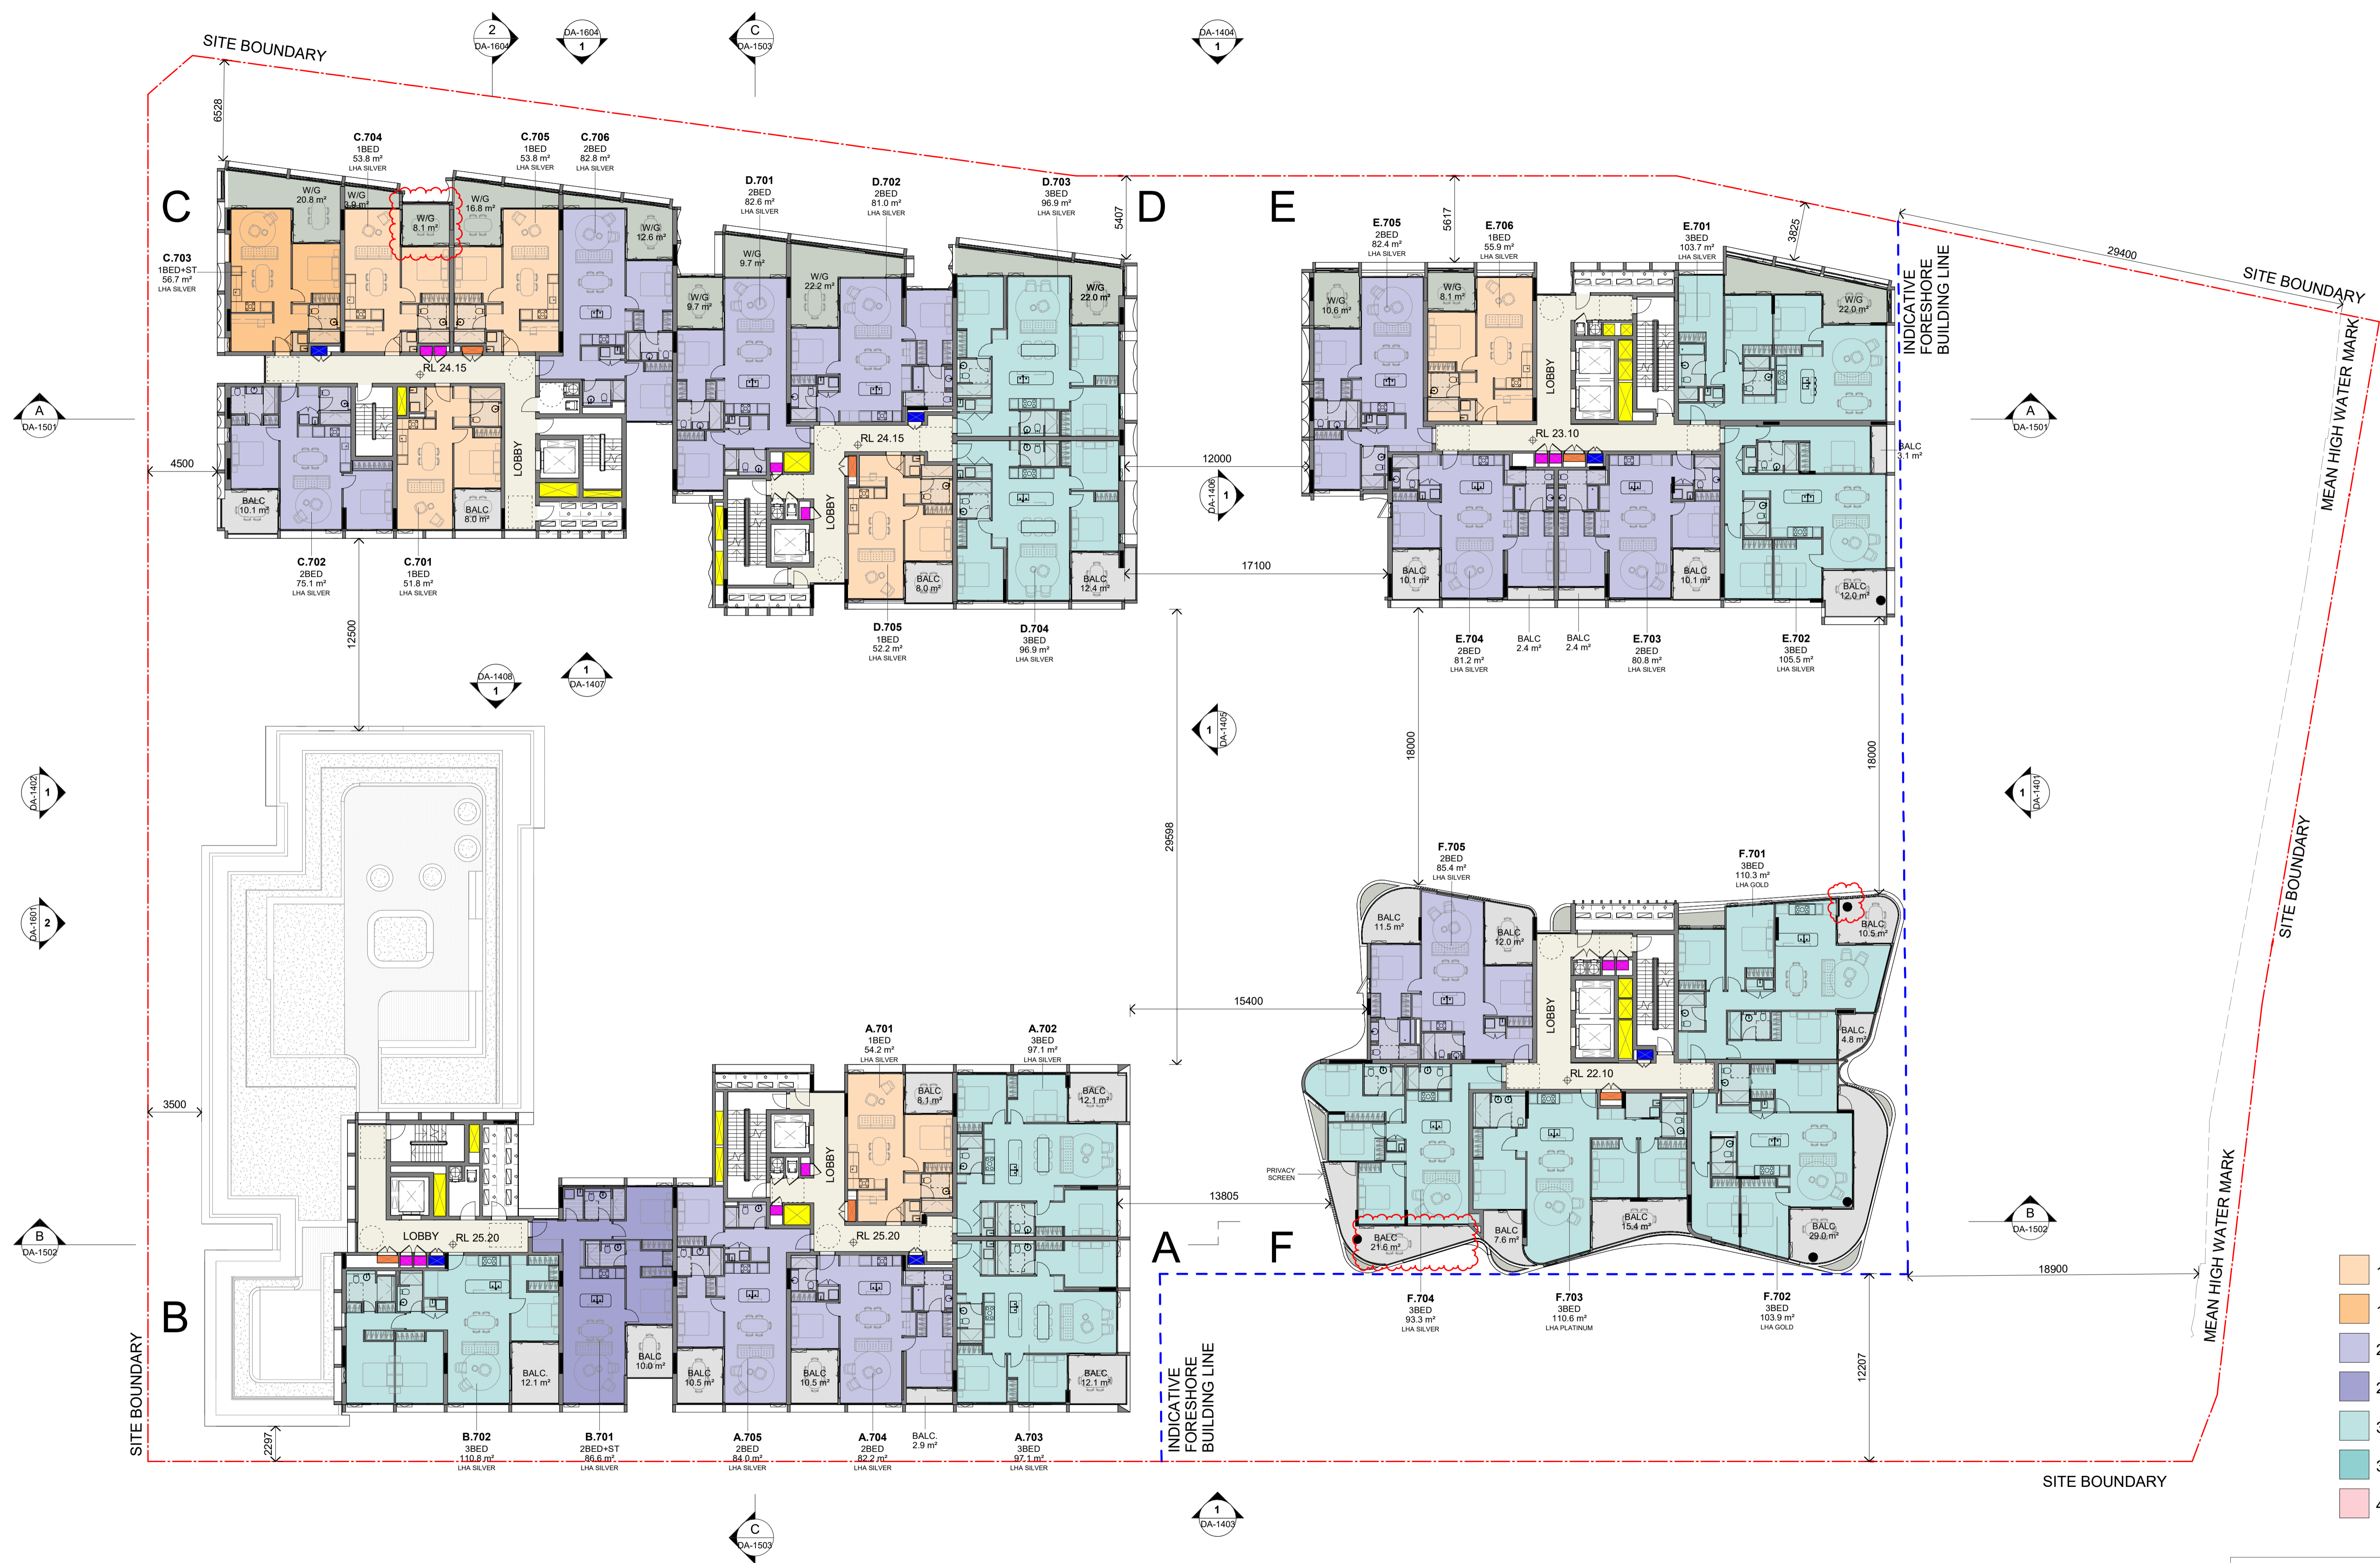 2
DA-1604
DA-1604
1
C
DA-1503
DA-1404
1
SITE BOUNDARY
6528
C
C.704
1BED
53.8 m²
LHA SILVER
C.705
1BED
53.8 m²
LHA SILVER
C.706
2BED
82.8 m²
LHA SILVER
W/G
20.8 m²
W/G
3.9 m²
W/G
8.1 m²
W/G
16.8 m²
W/G
12.6 m²
C.703
1BED+ST
56.7 m²
LHA SILVER
RL 24.15
LOBBY
BALC
10.1 m²
BALC
8.0 m²
C.702
2BED
75.1 m²
LHA SILVER
C.701
1BED
51.8 m²
LHA SILVER
4500
12500
D.701
2BED
82.6 m²
LHA SILVER
D.702
2BED
81.0 m²
LHA SILVER
D.703
3BED
96.9 m²
LHA SILVER
D
5407
W/G
9.7 m²
W/G
9.7 m²
W/G
22.2 m²
W/G
22.0 m²
RL 24.15
LOBBY
BALC
8.0 m²
BALC
12.4 m²
D.705
1BED
52.2 m²
LHA SILVER
D.704
3BED
96.9 m²
LHA SILVER
12000
DA-1406
1
17100
E
5617
E.705
2BED
82.4 m²
LHA SILVER
E.706
1BED
55.9 m²
LHA SILVER
E.701
3BED
103.7 m²
LHA SILVER
3825
W/G
10.6 m²
W/G
8.1 m²
W/G
22.0 m²
LOBBY
RL 23.10
BALC
3.1 m²
BALC
10.1 m²
BALC
10.1 m²
BALC
12.0 m²
E.704
2BED
81.2 m²
LHA SILVER
BALC
2.4 m²
BALC
2.4 m²
E.703
2BED
80.8 m²
LHA SILVER
E.702
3BED
105.5 m²
LHA SILVER
INDICATIVE
FORESHORE
BUILDING LINE
29400
SITE BOUNDARY
MEAN HIGH WATER MARK
A
DA-1501
A
DA-1501
DA-1408
1
1
DA-1407
1
DA-1405
18000
18000
29598
DA-1402
1
DA-1601
2
1
DA-1401
SITE BOUNDARY
F.705
2BED
85.4 m²
LHA SILVER
F.701
3BED
110.3 m²
LHA GOLD
BALC
11.5 m²
BALC
12.0 m²
BALC
10.5 m²
BALC.
4.8 m²
LOBBY
RL 22.10
15400
A.701
1BED
54.2 m²
LHA SILVER
A.702
3BED
97.1 m²
LHA SILVER
BALC
8.1 m²
BALC
12.1 m²
LOBBY
RL 25.20
3500
LOBBY
RL 25.20
PRIVACY
SCREEN
13805
BALC
21.6 m²
BALC
7.6 m²
BALC
15.4 m²
BALC
29.0 m²
A
F
B
DA-1502
B
DA-1502
18900
MEAN HIGH WATER MARK
F.704
3BED
93.3 m²
LHA SILVER
F.703
3BED
110.6 m²
LHA PLATINUM
F.702
3BED
103.9 m²
LHA GOLD
B
SITE BOUNDARY
BALC.
12.1 m²
BALC
10.0 m²
BALC
10.5 m²
BALC
10.5 m²
BALC
12.1 m²
2297
B.702
3BED
110.8 m²
LHA SILVER
B.701
2BED+ST
86.6 m²
LHA SILVER
A.705
2BED
84.0 m²
LHA SILVER
A.704
2BED
82.2 m²
LHA SILVER
BALC.
2.9 m²
A.703
3BED
97.1 m²
LHA SILVER
INDICATIVE
FORESHORE
BUILDING LINE
12207
SITE BOUNDARY
C
DA-1503
1
DA-1403